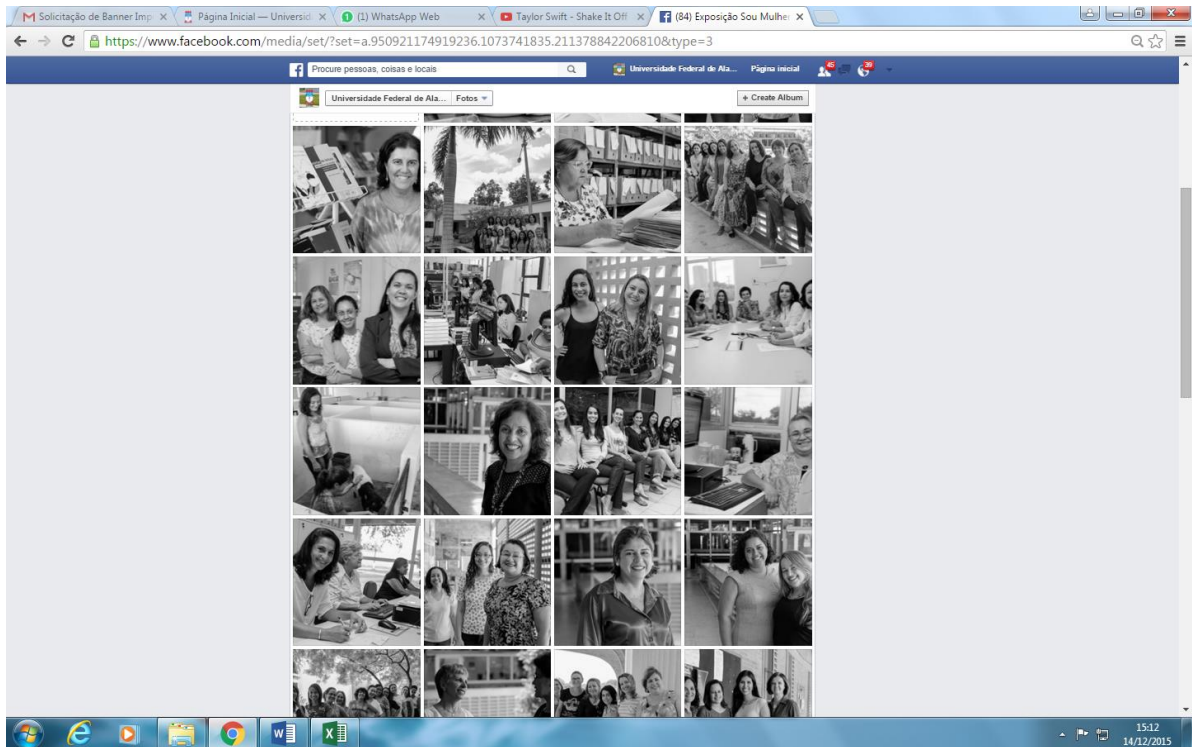 Solicitação de Banner Imp
Página Inicial — Universid
(1) WhatsApp Web
Taylor Swift - Shake It Off
(84) Exposição Sou Mulher
https://www.facebook.com/media/set/?set=a.950921174919236.1073741835.211378842206810&type=3
Procure pessoas, coisas e locais
Universidade Federal de Ala...
Página inicial
45
39
Universidade Federal de Ala...
Fotos
+ Create Album
15:12
14/12/2015